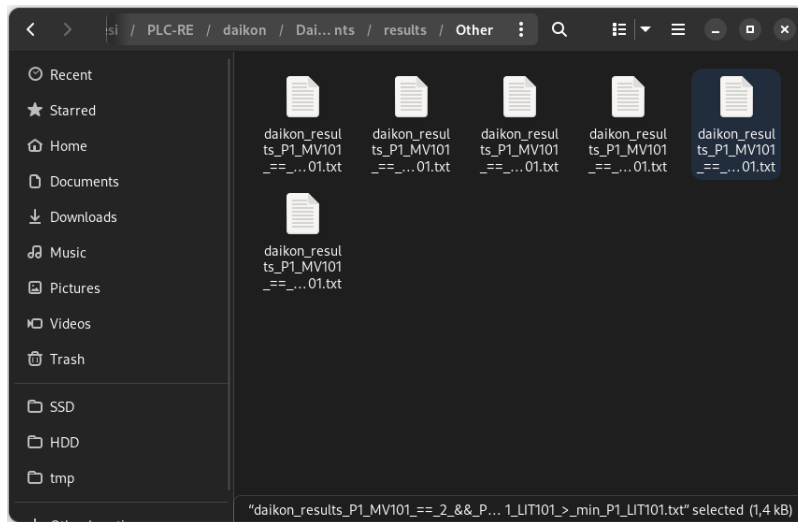 si / PLC-RE / daikon / Dai... nts / results / Other
Recent
Starred
Home
Documents
Downloads
Music
Pictures
Videos
Trash
SSD
HDD
tmp
daikon_resul
ts_P1_MV101
_==_...01.txt
daikon_resul
ts_P1_MV101
_==_...01.txt
daikon_resul
ts_P1_MV101
_==_...01.txt
daikon_resul
ts_P1_MV101
_==_...01.txt
daikon_resul
ts_P1_MV101
_==_...01.txt
daikon_resul
ts_P1_MV101
_==_...01.txt
"daikon_results_P1_MV101_==_2_&&_P... 1_LIT101_>_min_P1_LIT101.txt" selected (1,4 kB)